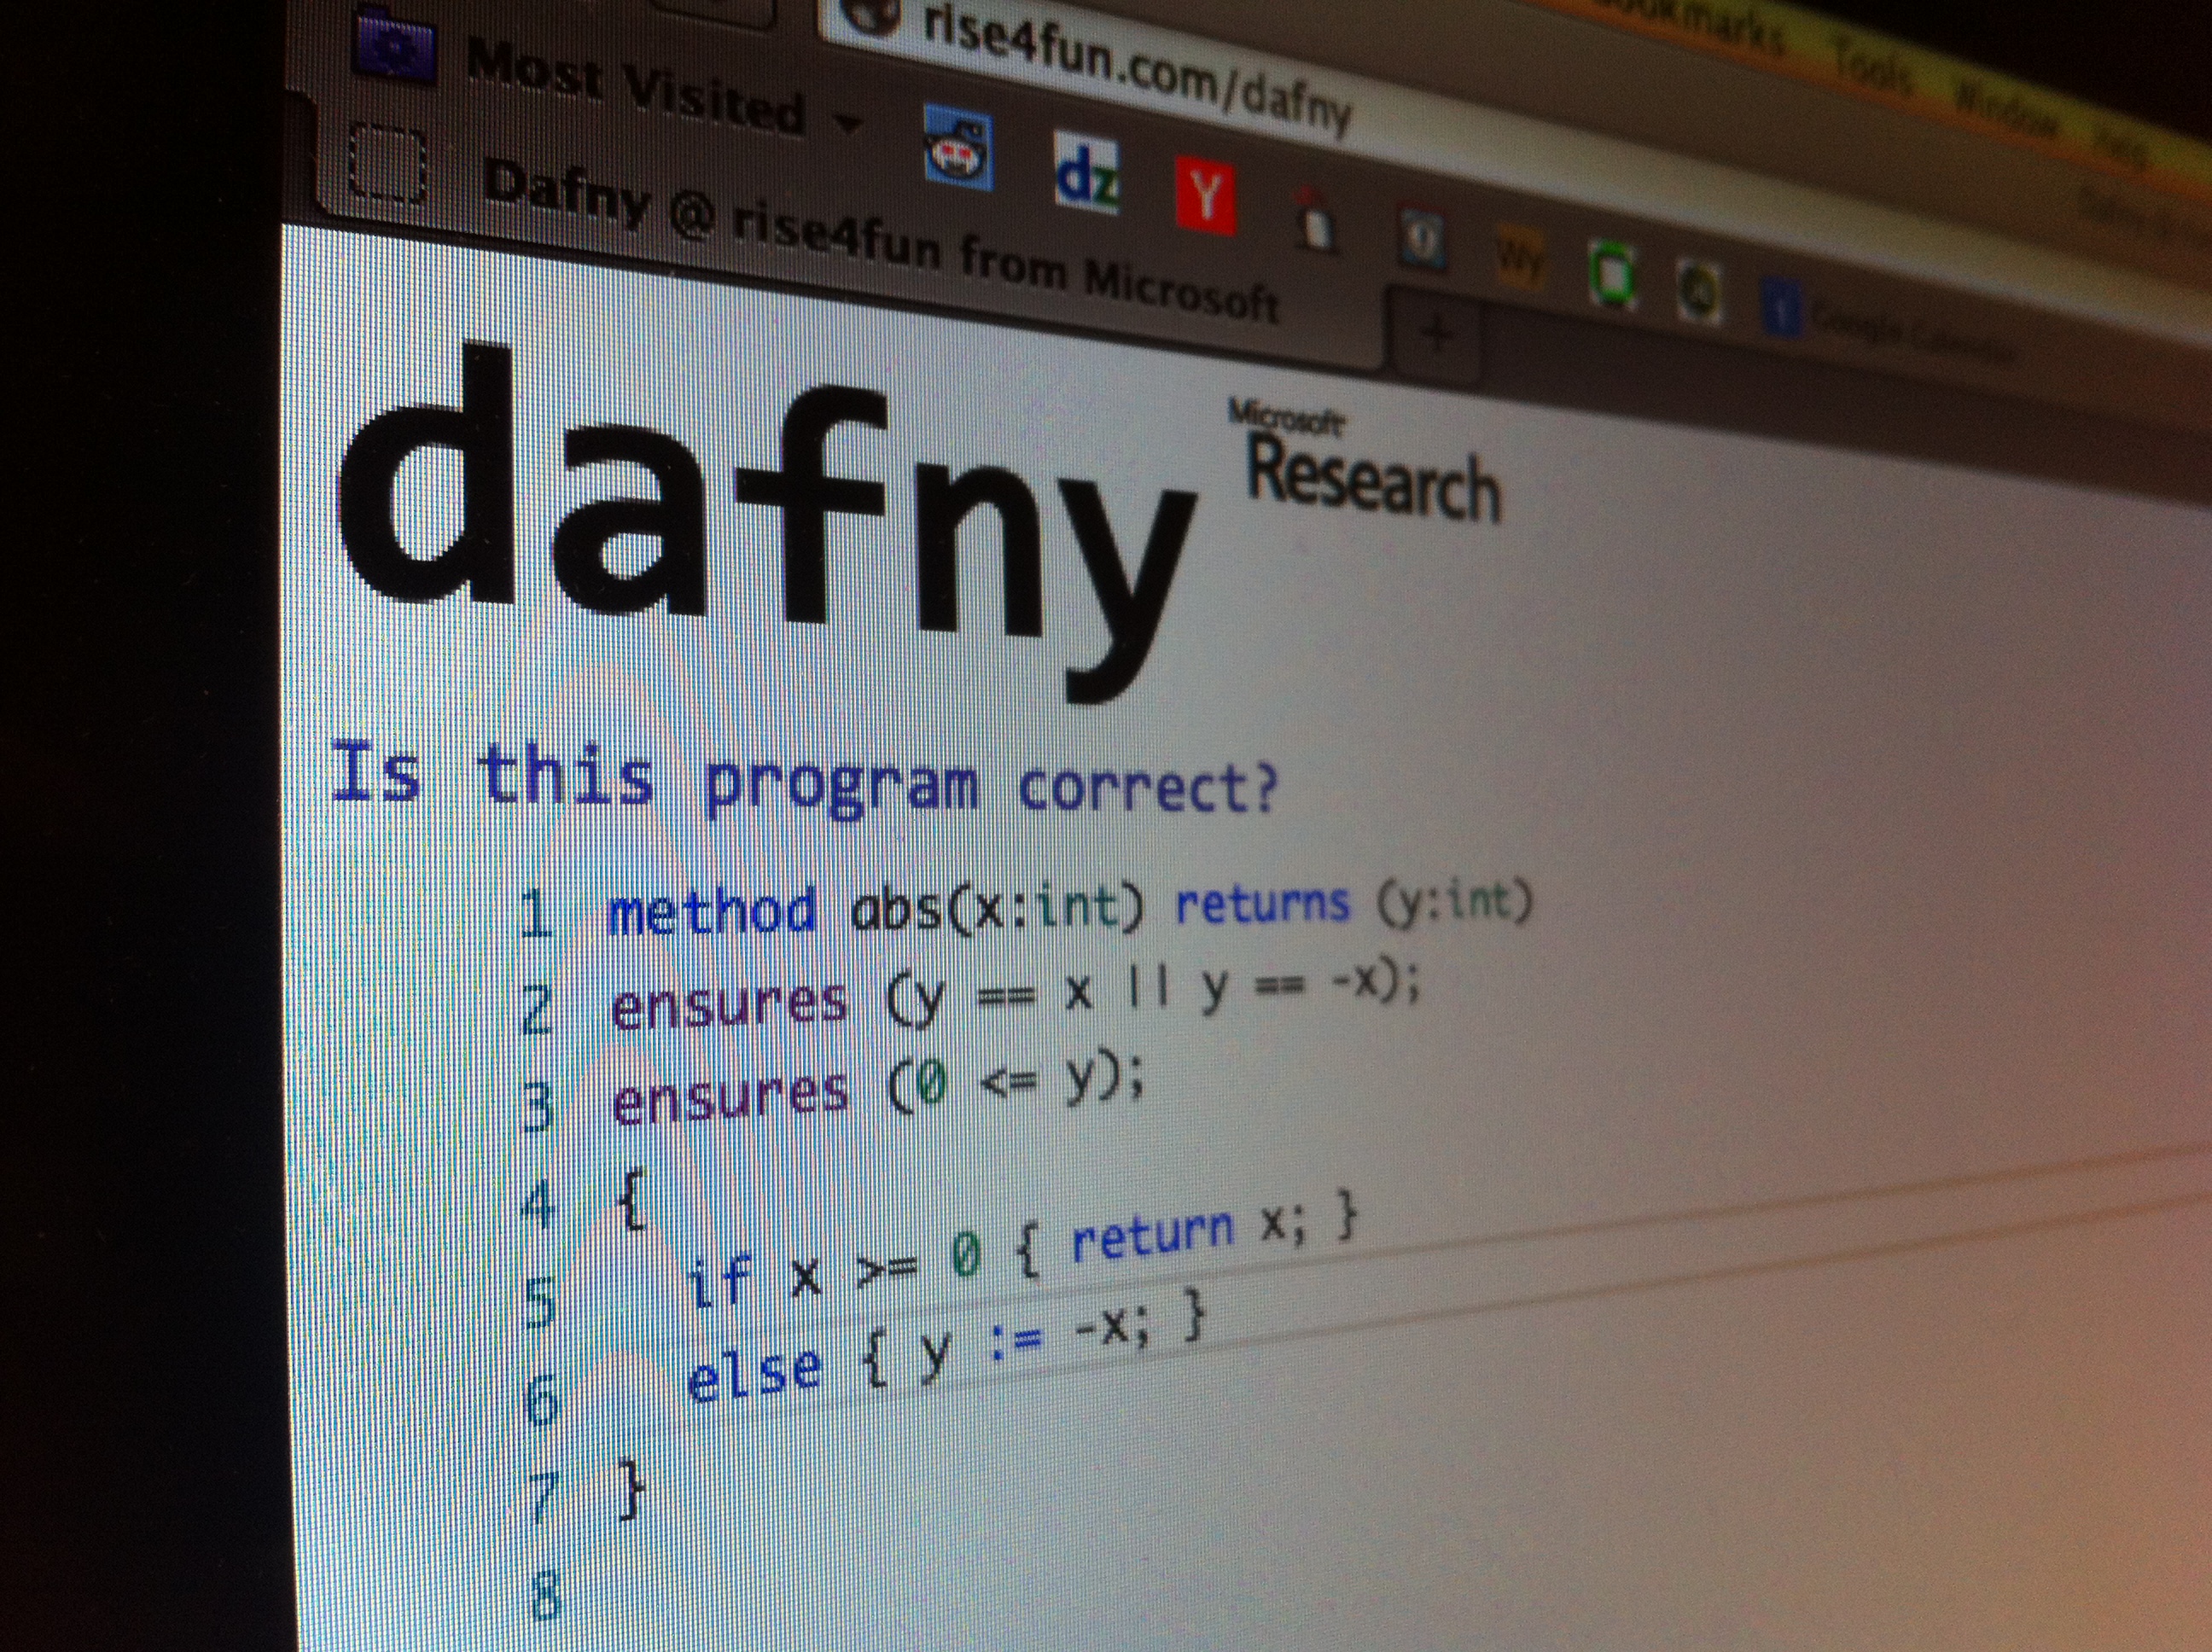 Bookmarks Tools Window Help
rise4fun.com/dafny
Most Visited
dz Y Wy Google Calendar
Dafny @ rise4fun from Microsoft
+
dafny
Microsoft
Research
Is this program correct?
1 method abs(x:int) returns (y:int)
2 ensures (y == x || y == -x);
3 ensures (0 <= y);
4 {
5 if x >= 0 { return x; }
6 else { y := -x; }
7 }
8